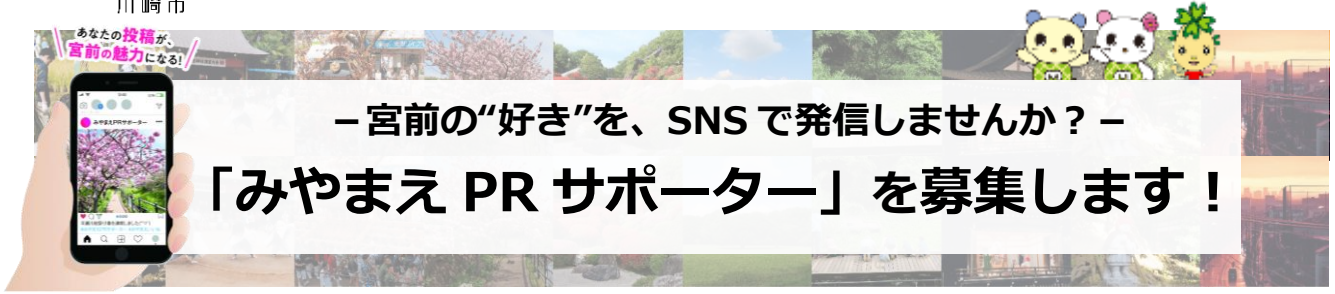 川崎市
あなたの投稿が、
宮前の魅力になる!
みやまえPRサポーター
－宮前の“好き”を、SNSで発信しませんか？－
「みやまえ PR サポーター」を募集します！